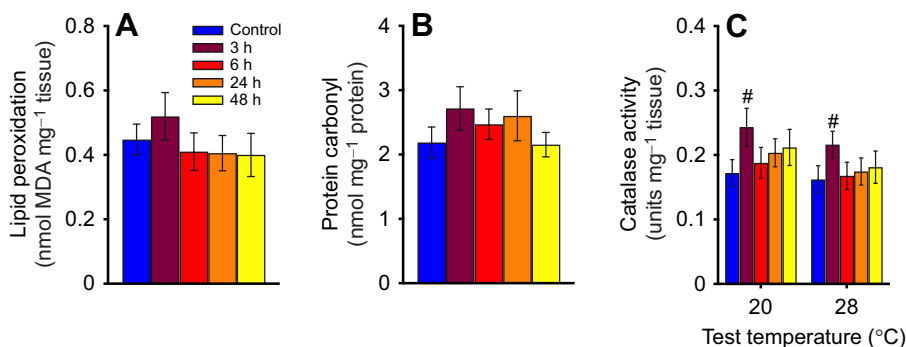 A
Lipid peroxidation
(nmol MDA mg⁻¹ tissue)
0.8
0.6
0.4
0.2
0
Control
3 h
6 h
24 h
48 h
B
Protein carbonyl
(nmol mg⁻¹ protein)
4
3
2
1
0
C
Catalase activity
(units mg⁻¹ tissue)
0.4
0.3
0.2
0.1
0
#
#
20 28
Test temperature (°C)